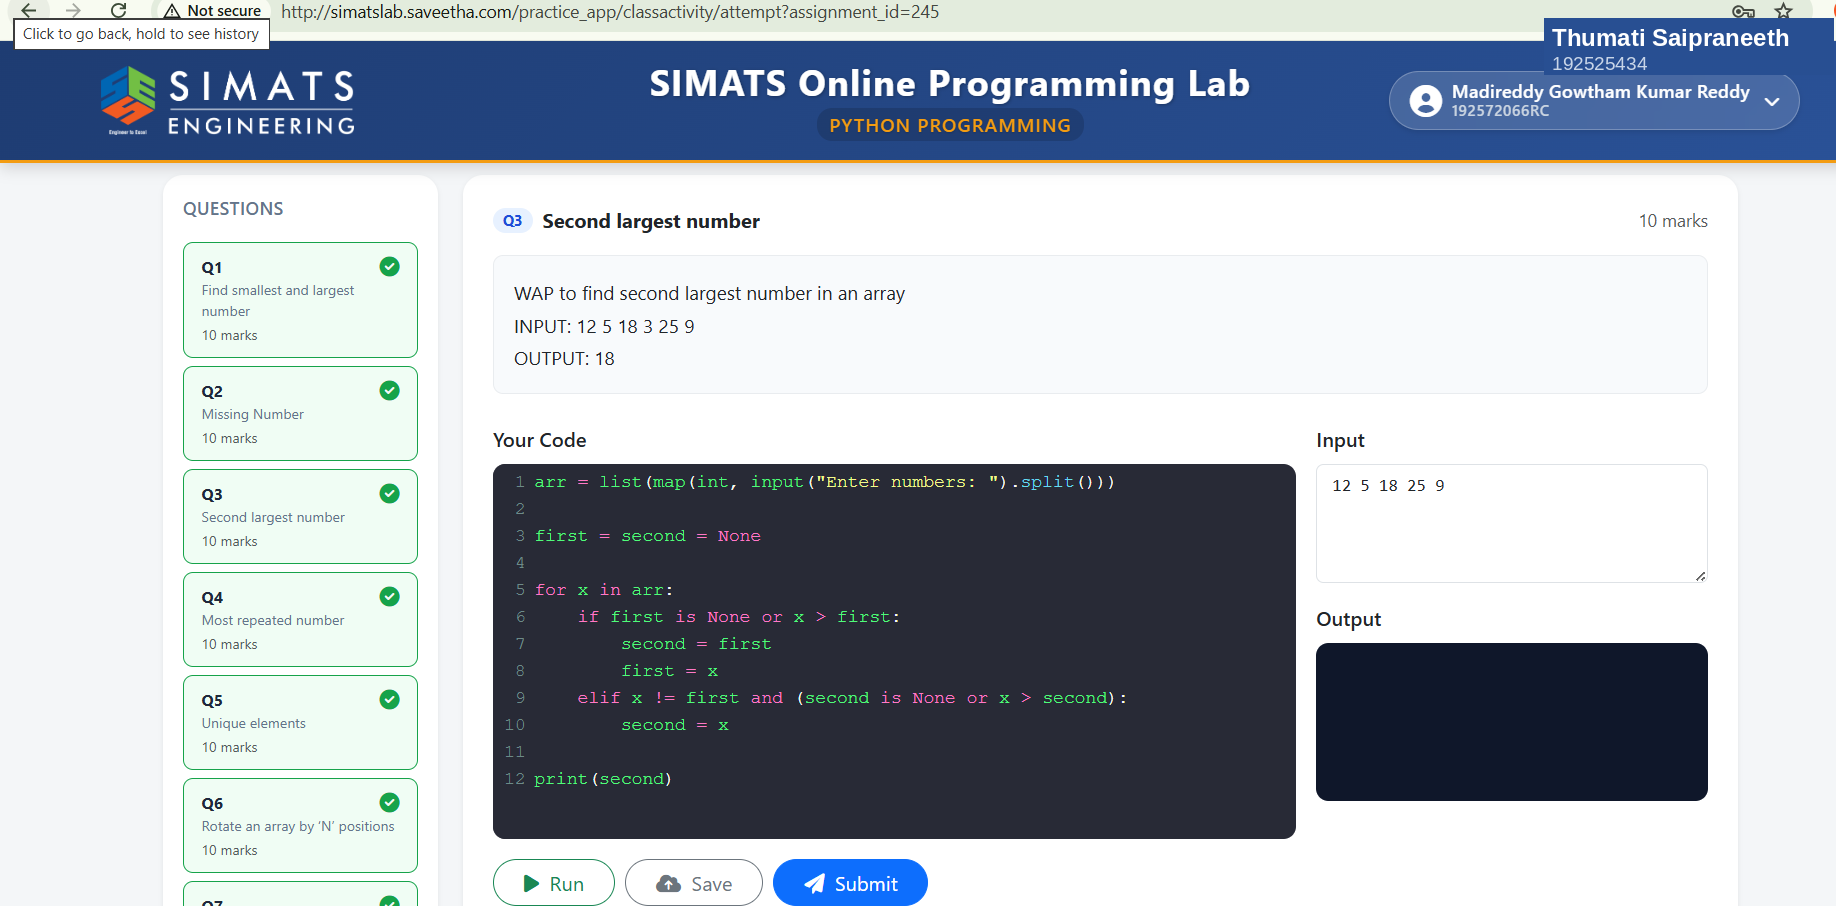 Not secure
http://simatslab.saveetha.com/practice_app/classactivity/attempt?assignment_id=245
Click to go back, hold to see history
Thumati Saipraneeth
192525434
SIMATS
ENGINEERING
Engineer to Excel
SIMATS Online Programming Lab
PYTHON PROGRAMMING
Madireddy Gowtham Kumar Reddy
192572066RC
QUESTIONS
Q1
Find smallest and largest
number
10 marks
Q2
Missing Number
10 marks
Q3
Second largest number
10 marks
Q4
Most repeated number
10 marks
Q5
Unique elements
10 marks
Q6
Rotate an array by ‘N’ positions
10 marks
Q7
Q3 Second largest number
10 marks
WAP to find second largest number in an array
INPUT: 12 5 18 3 25 9
OUTPUT: 18
Your Code
1 arr = list(map(int, input("Enter numbers: ").split()))
2
3 first = second = None
4
5 for x in arr:
6     if first is None or x > first:
7         second = first
8         first = x
9     elif x != first and (second is None or x > second):
10         second = x
11
12 print(second)
Input
12 5 18 25 9
Output
Run
Save
Submit